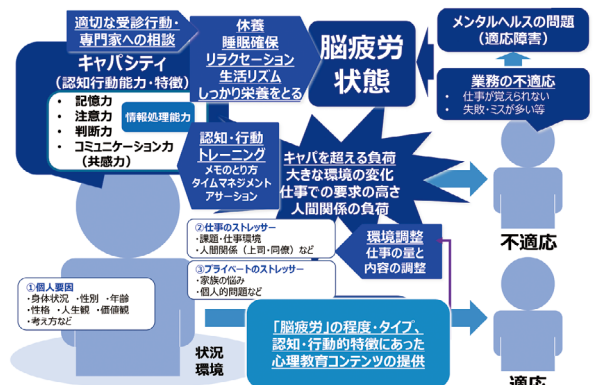 適切な受診行動・
専門家への相談
休養
睡眠確保
リラクセーション
生活リズム
しっかり栄養をとる
脳疲労
状態
メンタルヘルスの問題
（適応障害）
業務の不適応
・ 仕事が覚えられない
・ 失敗・ミスが多い等
キャパシティ
（認知行動能力・特徴）
・ 記憶力
・ 注意力
・ 判断力
・ コミュニケーション力
（共感力）
情報処理能力
認知・行動
トレーニング
メモのとり方
タイムマネジメント
アサーション
キャパを超える負荷
大きな環境の変化
仕事での要求の高さ
人間関係の負荷
不適応
②仕事のストレッサー
・課題・仕事環境
・人間関係（上司・同僚）など
環境調整
仕事の量と
内容の調整
③プライベートのストレッサー
・家族の悩み
・個人的問題など
①個人要因
・身体状況 ・性別 ・年齢
・性格 ・人生観 ・価値観
・考え方など
「脳疲労」の程度・タイプ、
認知・行動的特徴にあった
心理教育コンテンツの提供
状況
環境
適応